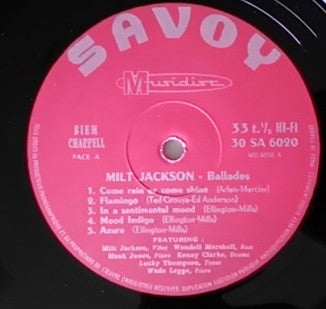 SAVOY
Musidisc
BIEM
CHAPPELL
FACE A
33 t.⅓ HI-FI
30 SA 6020
MILT JACKSON - Ballades
1. Come rain or come shine (Arlen-Mercier)
2. Flamingo (Ted Grouya-Ed Anderson)
3. In a sentimantal mood (Ellington-Mills)
4. Mood Indigo (Ellington-Mills)
5. Azure (Ellington-Mills)
FEATURING :
Milt Jackson, Vibes Wendell Marshall, Bass
Hank Jones, Piano Kenny Clarke, Drums
Lucky Thompson, Tenor
Wade Legge, Piano